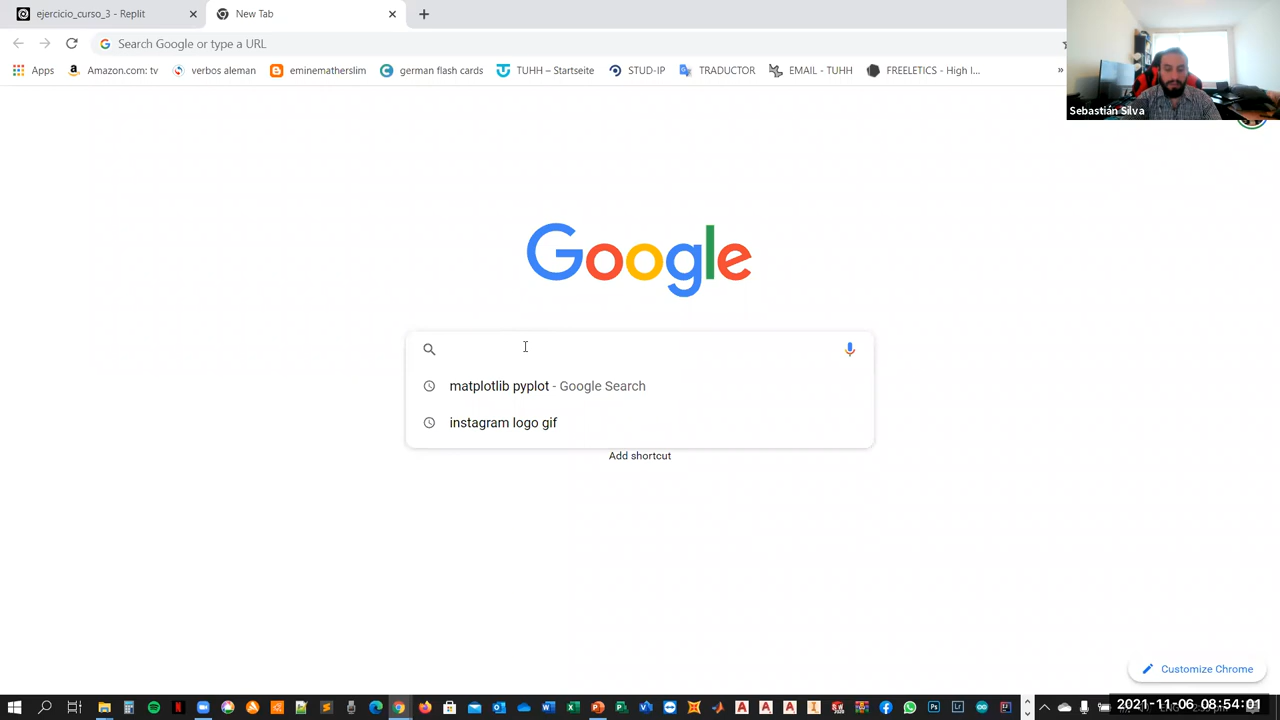 ejercicio_curso_3 - Replit
New Tab
Search Google or type a URL
Apps
Amazon.com: tv
verbos aleman
eminematherslim
german flash cards
TUHH – Startseite
STUD-IP
TRADUCTOR
EMAIL - TUHH
FREELETICS - High I...
»
Sebastián Silva
Google
matplotlib pyplot - Google Search
instagram logo gif
Add shortcut
Customize Chrome
2021-11-06 08:54:01